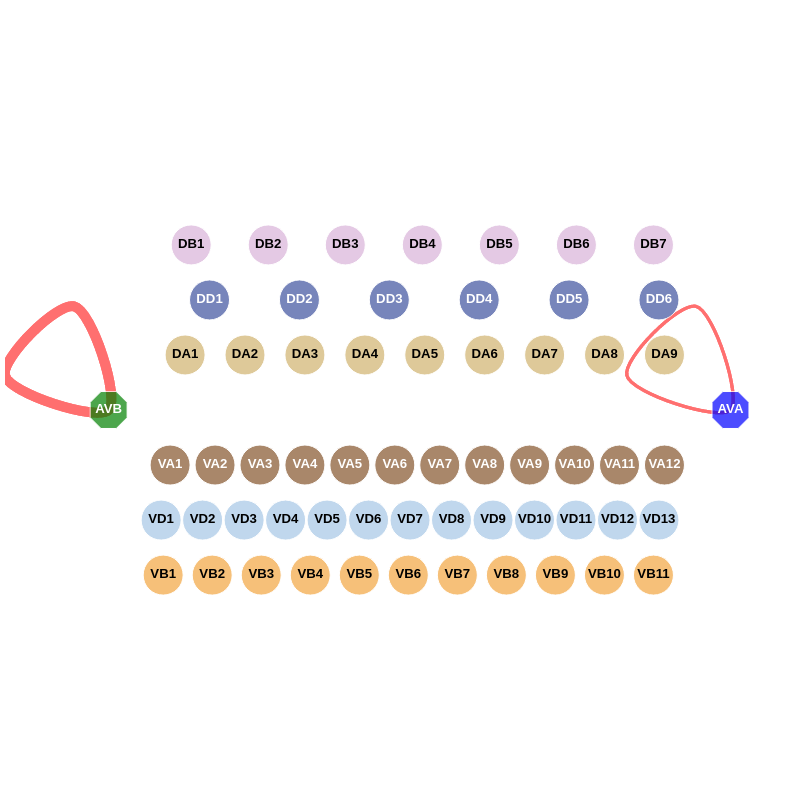 DB1 DB2 DB3 DB4 DB5 DB6 DB7
DD1 DD2 DD3 DD4 DD5 DD6
DA1 DA2 DA3 DA4 DA5 DA6 DA7 DA8 DA9
AVB AVA
VA1 VA2 VA3 VA4 VA5 VA6 VA7 VA8 VA9 VA10 VA11 VA12
VD1 VD2 VD3 VD4 VD5 VD6 VD7 VD8 VD9 VD10 VD11 VD12 VD13
VB1 VB2 VB3 VB4 VB5 VB6 VB7 VB8 VB9 VB10 VB11